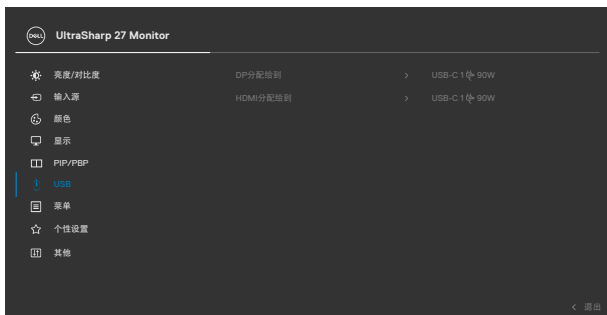 DELL UltraSharp 27 Monitor
亮度/对比度 DP分配给到 > USB-C 1 90W
输入源 HDMI分配给到 > USB-C 1 90W
颜色
显示
PIP/PBP
USB
菜单
个性设置
其他
< 退出